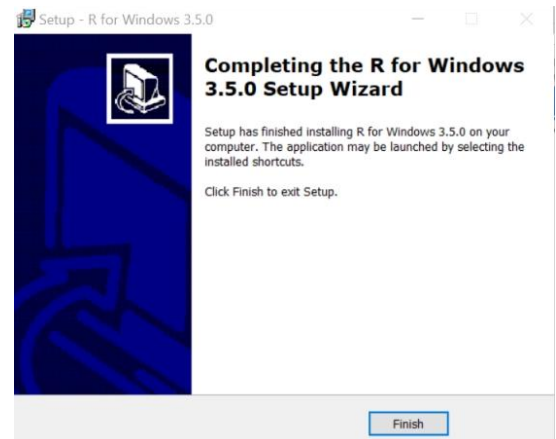 Setup - R for Windows 3.5.0
Completing the R for Windows
3.5.0 Setup Wizard
Setup has finished installing R for Windows 3.5.0 on your
computer. The application may be launched by selecting the
installed shortcuts.
Click Finish to exit Setup.
Finish